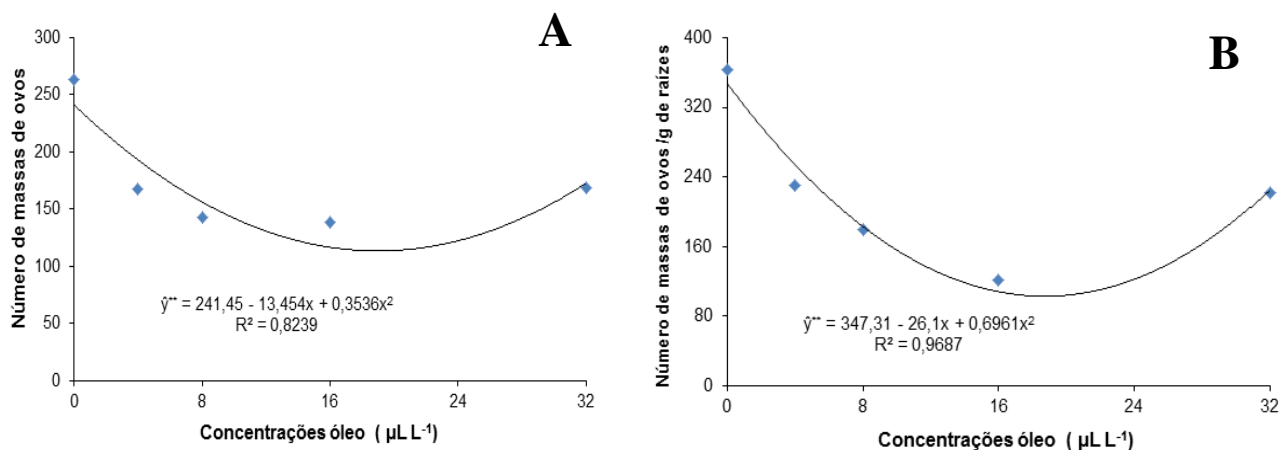 A
Número de massas de ovos
300
250
200
150
100
50
0
ŷ** = 241,45 - 13,454x + 0,3536x²
R² = 0,8239
0 8 16 24 32
Concentrações óleo ( µL L-1)
B
Número de massas de ovos /g de raízes
400
320
240
160
80
0
ŷ** = 347,31 - 26,1x + 0,6961x²
R² = 0,9687
0 8 16 24 32
Concentrações óleo ( µL L-1)